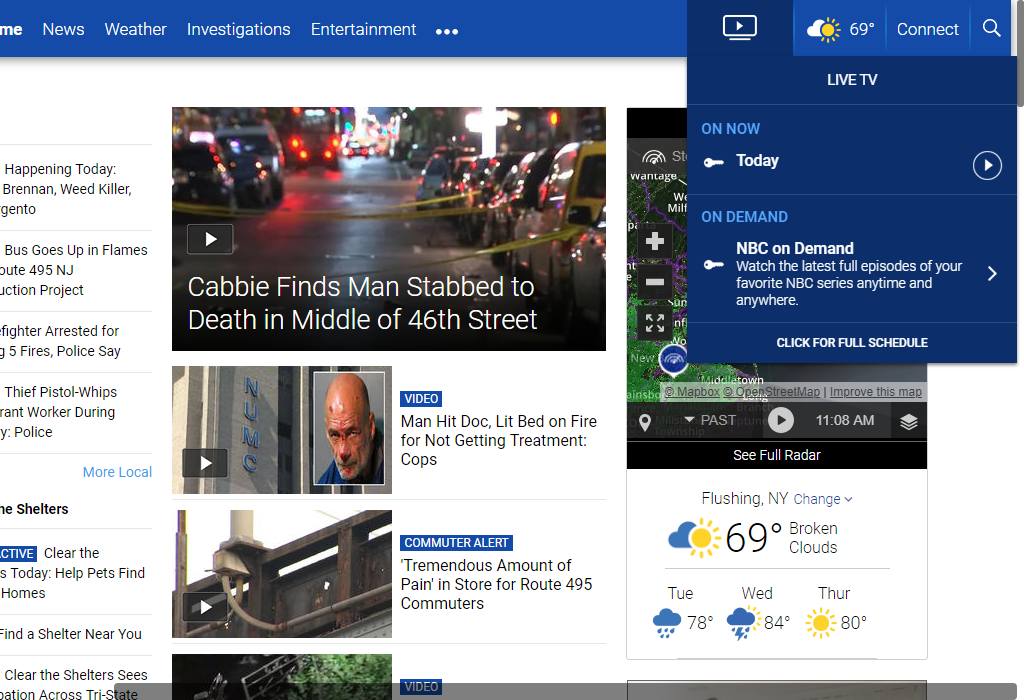 me News Weather Investigations Entertainment ••• 69° Connect
LIVE TV
ON NOW
Today
ON DEMAND
NBC on Demand
Watch the latest full episodes of your
favorite NBC series anytime and
anywhere.
CLICK FOR FULL SCHEDULE
Happening Today:
Brennan, Weed Killer,
rgento
Bus Goes Up in Flames
oute 495 NJ
uction Project
efighter Arrested for
g 5 Fires, Police Say
Thief Pistol-Whips
rant Worker During
y: Police
More Local
he Shelters
ACTIVE Clear the
s Today: Help Pets Find
Homes
Find a Shelter Near You
Clear the Shelters Sees
pation Across Tri-State
Cabbie Finds Man Stabbed to
Death in Middle of 46th Street
NUMC
VIDEO
Man Hit Doc, Lit Bed on Fire
for Not Getting Treatment:
Cops
COMMUTER ALERT
'Tremendous Amount of
Pain' in Store for Route 495
Commuters
VIDEO
St
Wantage
We
Milf
New
Middletown
© Mapbox © OpenStreetMap | Improve this map
PAST 11:08 AM
See Full Radar
Flushing, NY Change
69° Broken
Clouds
Tue Wed Thur
78° 84° 80°